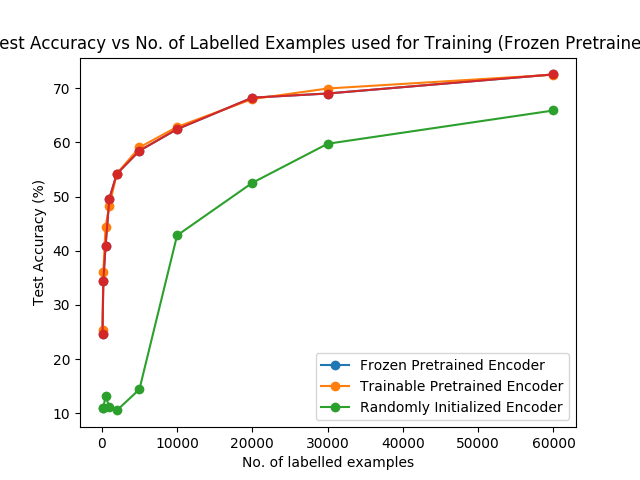 est Accuracy vs No. of Labelled Examples used for Training (Frozen Pretraine
70
60
50
40
30
20
10
Test Accuracy (%)
Frozen Pretrained Encoder
Trainable Pretrained Encoder
Randomly Initialized Encoder
0 10000 20000 30000 40000 50000 60000
No. of labelled examples